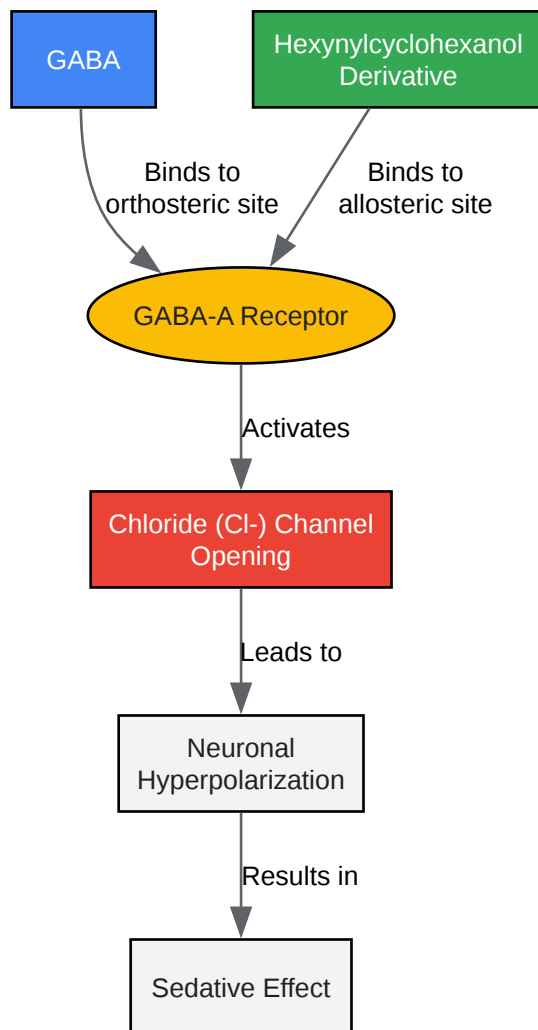 GABA
Hexynylcyclohexanol
Derivative
Binds to
orthosteric site
Binds to
allosteric site
GABA-A Receptor
Activates
Chloride (Cl-) Channel
Opening
Leads to
Neuronal
Hyperpolarization
Results in
Sedative Effect